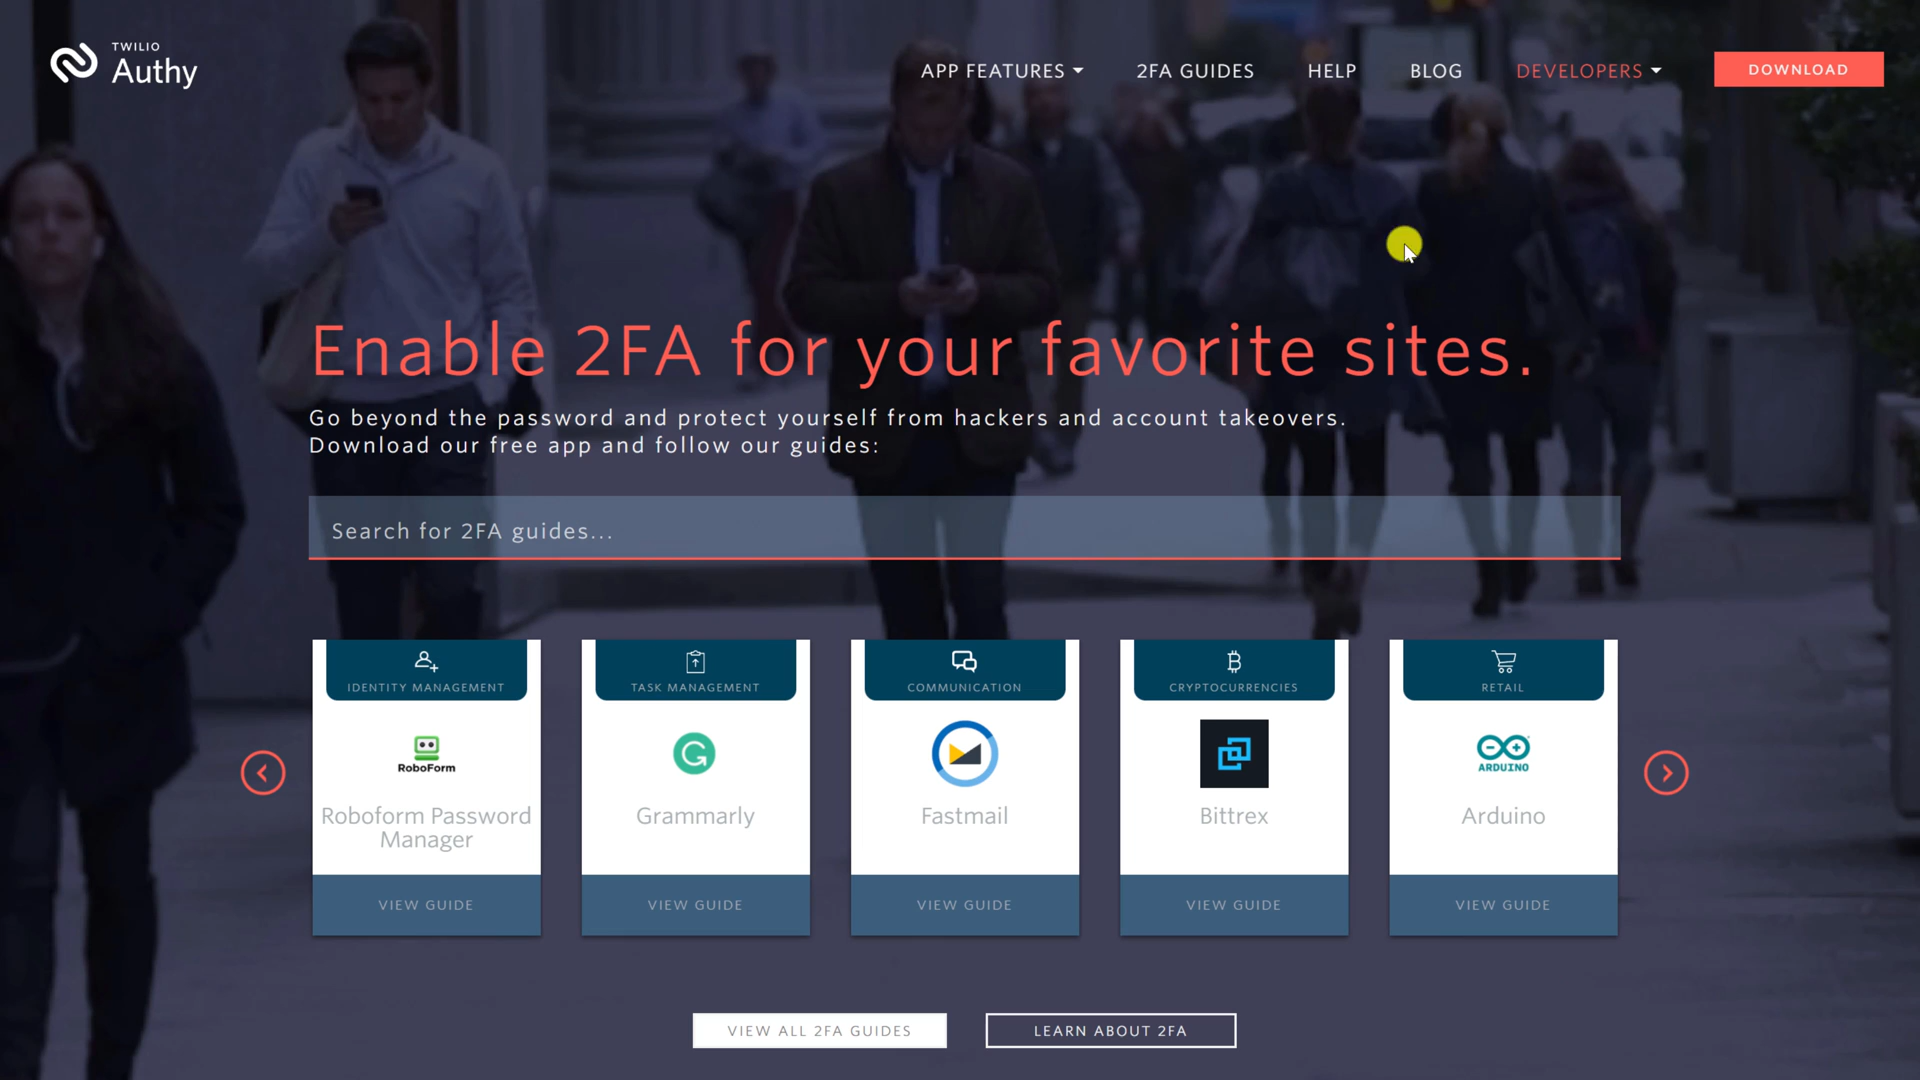 TWILIO
Authy
APP FEATURES
2FA GUIDES
HELP
BLOG
DEVELOPERS
DOWNLOAD
Enable 2FA for your favorite sites.
Go beyond the password and protect yourself from hackers and account takeovers.
Download our free app and follow our guides:
Search for 2FA guides...
IDENTITY MANAGEMENT
RoboForm
Roboform Password
Manager
VIEW GUIDE
TASK MANAGEMENT
Grammarly
VIEW GUIDE
COMMUNICATION
Fastmail
VIEW GUIDE
CRYPTOCURRENCIES
Bittrex
VIEW GUIDE
RETAIL
ARDUINO
Arduino
VIEW GUIDE
VIEW ALL 2FA GUIDES
LEARN ABOUT 2FA